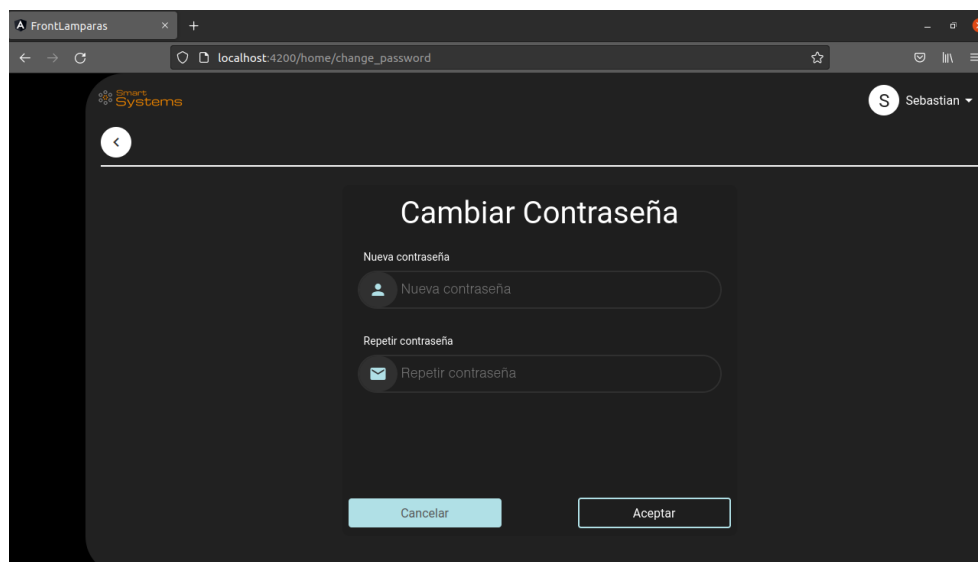 FrontLamparas
localhost:4200/home/change_password
Smart
Systems
S Sebastian
Cambiar Contraseña
Nueva contraseña
Nueva contraseña
Repetir contraseña
Repetir contraseña
Cancelar Aceptar